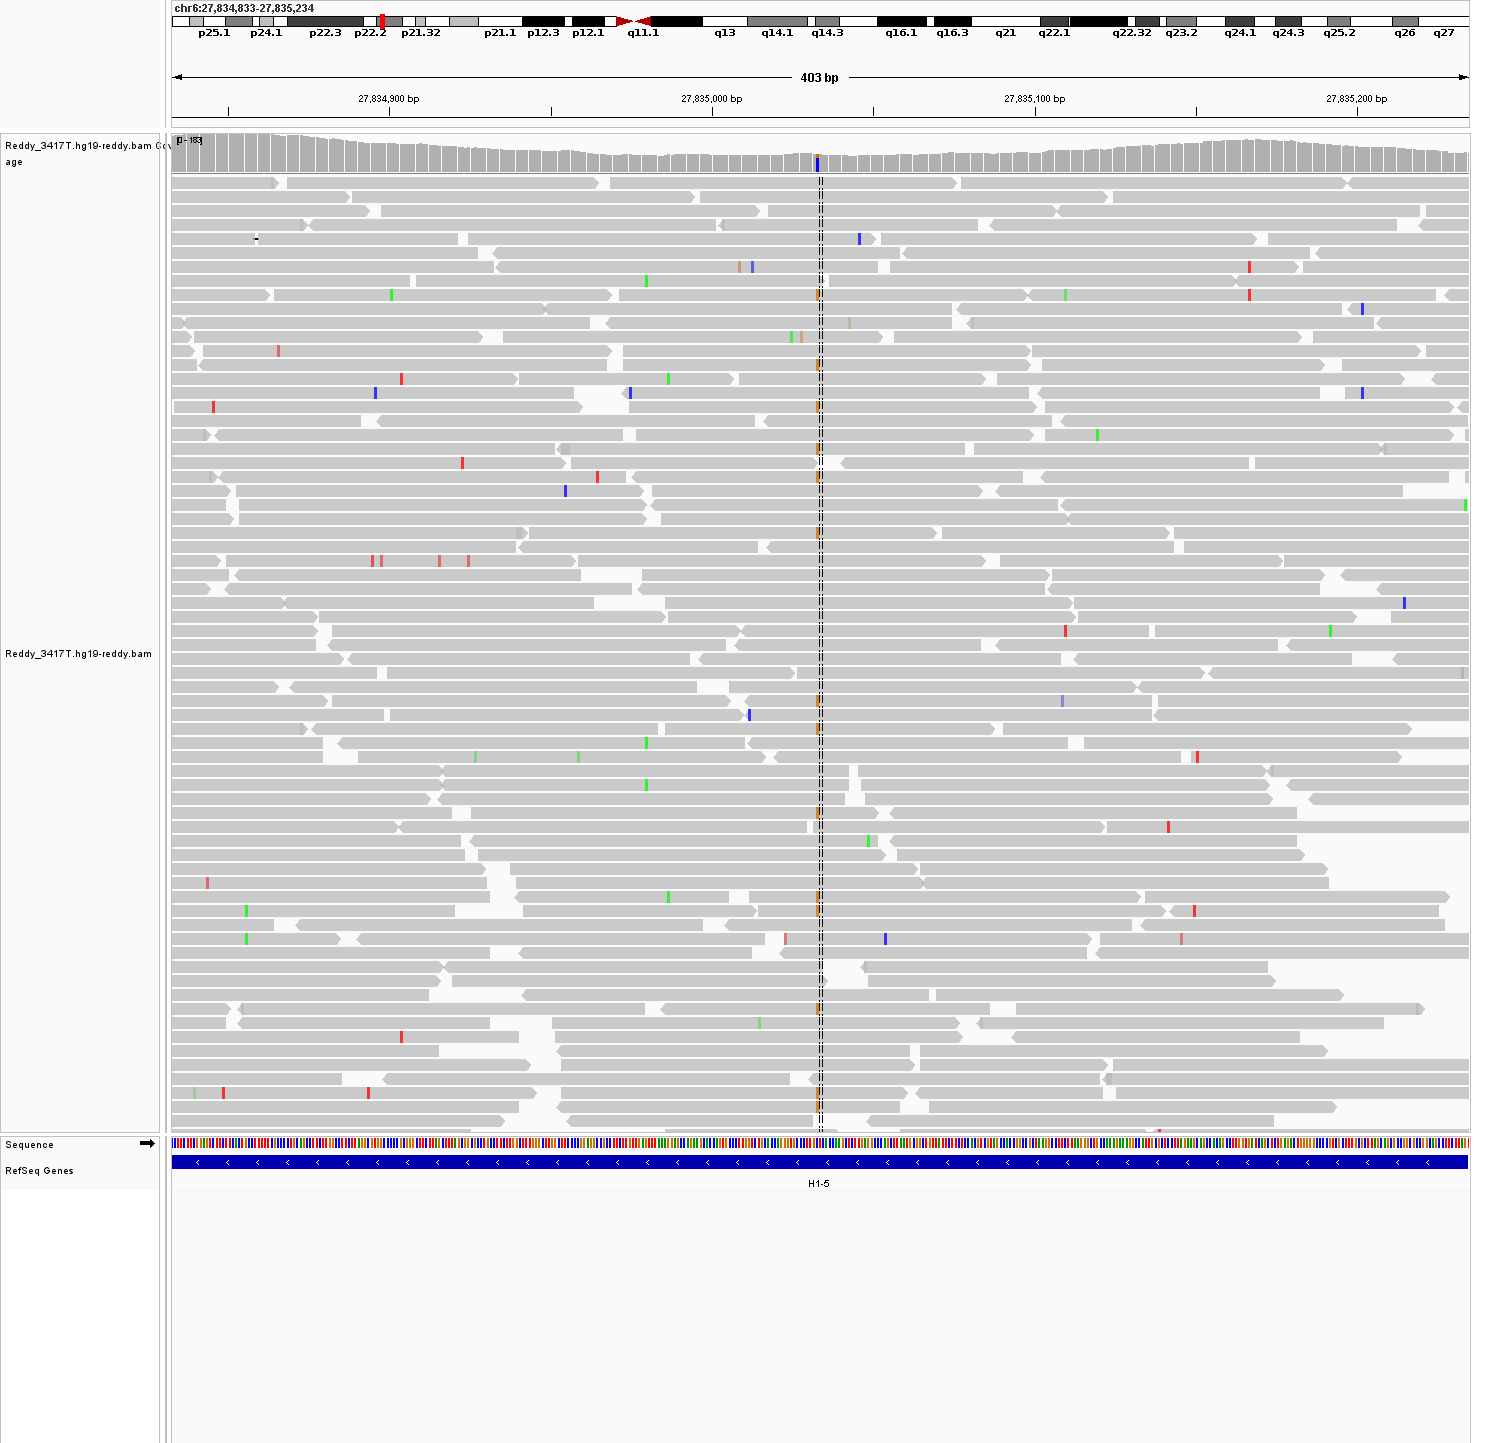 chr6:27,834,833-27,835,234
p25.1 p24.1 p22.3 p22.2 p21.32 p21.1 p12.3 p12.1 q11.1 q13 q14.1 q14.3 q16.1 q16.3 q21 q22.1 q22.32 q23.2 q24.1 q24.3 q25.2 q26 q27
403 bp
27,834,900 bp 27,835,000 bp 27,835,100 bp 27,835,200 bp
[0 - 183]
Reddy_3417T.hg19-reddy.bam Cov
age
Reddy_3417T.hg19-reddy.bam
Sequence
RefSeq Genes
H1-5